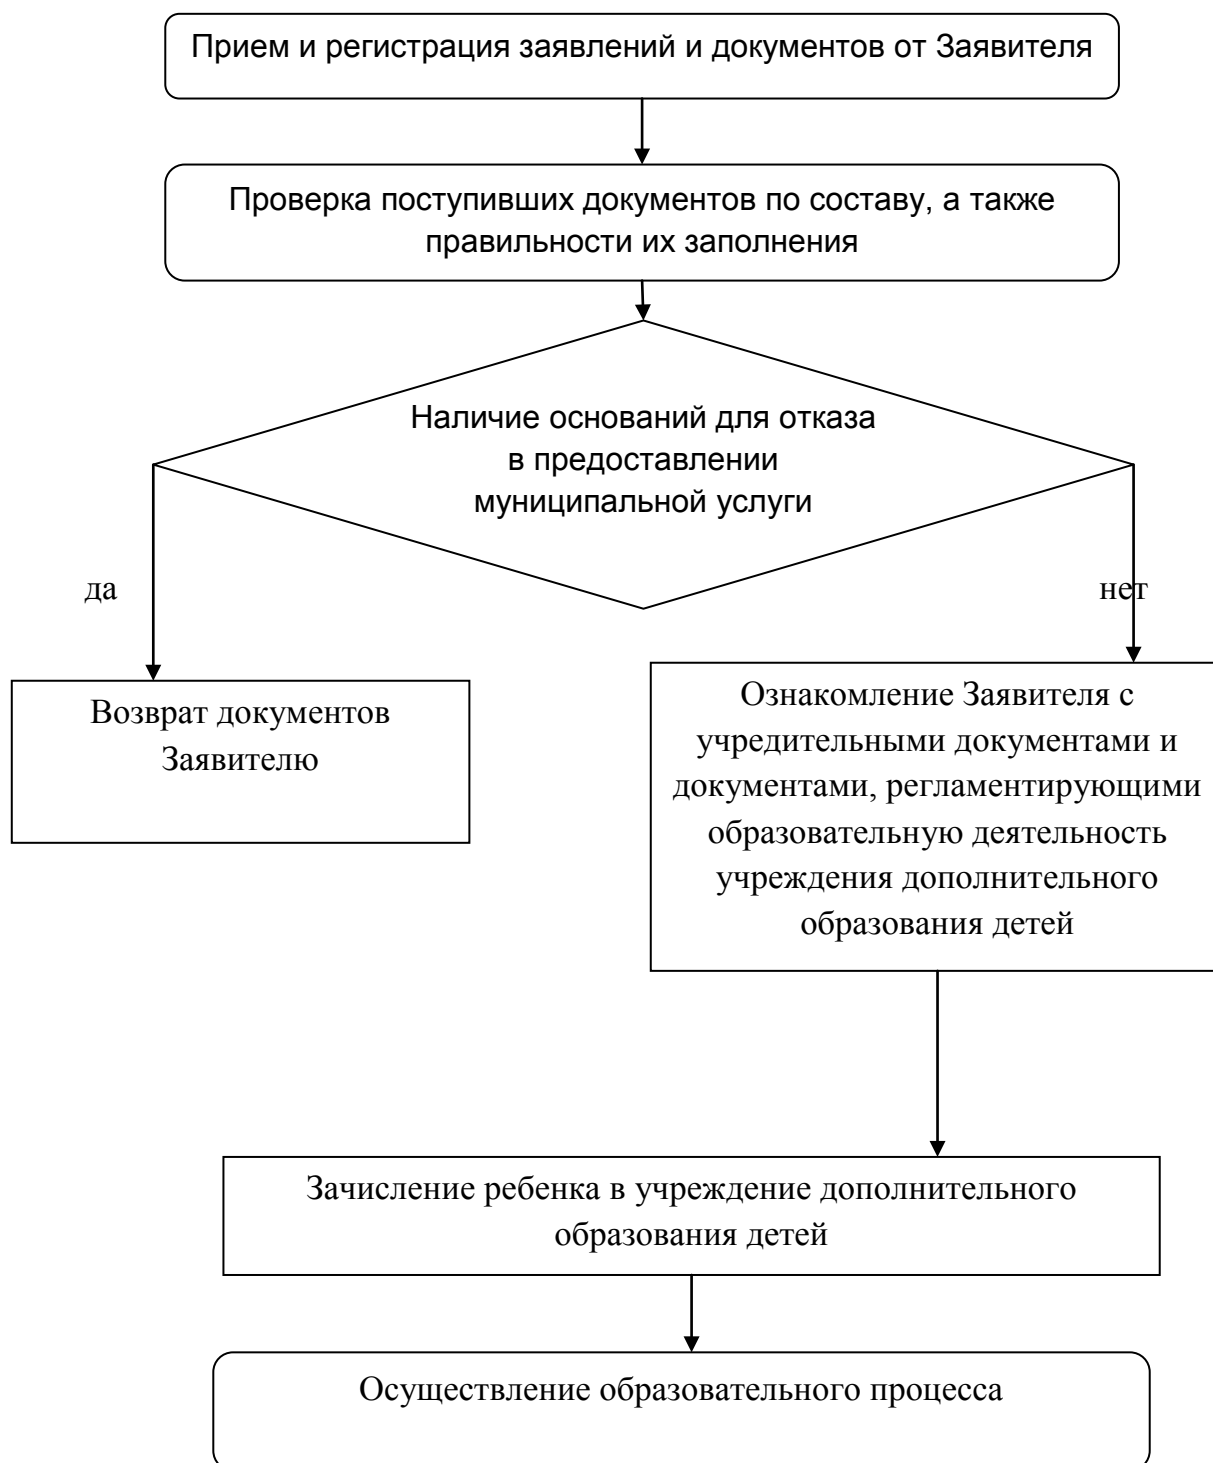 Прием и регистрация заявлений и документов от Заявителя
Проверка поступивших документов по составу, а также
правильности их заполнения
Наличие оснований для отказа
в предоставлении
муниципальной услуги
да
нет
Возврат документов
Заявителю
Ознакомление Заявителя с
учредительными документами и
документами, регламентирующими
образовательную деятельность
учреждения дополнительного
образования детей
Зачисление ребенка в учреждение дополнительного
образования детей
Осуществление образовательного процесса